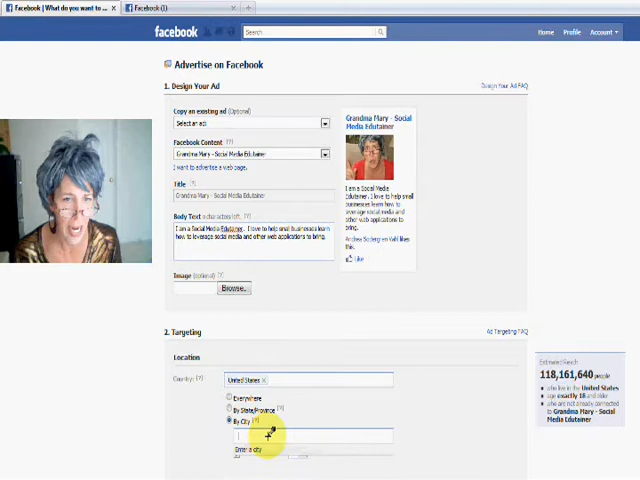 Facebook | What do you want to ...
Facebook (1)
facebook
Search
Home Profile Account
Advertise on Facebook
1. Design Your Ad
Design Your Ad FAQ
Copy an existing ad (Optional)
Select an ad:
Facebook Content [?]
Grandma Mary - Social Media Edutainer
I want to advertise a web page.
Title [?]
Grandma Mary - Social Media Edutainer
Body Text
characters left. [?]
I am a Social Media Edutainer. I love to help small businesses learn
how to leverage social media and other web applications to bring.
Image (optional) [?]
Browse..
Grandma Mary - Social
Media Edutainer
I am a Social Media
Edutainer. I love to help small
businesses learn how to
leverage social media and
other web applications to
bring.
likes
this.
Like
2. Targeting
Ad Targeting FAQ
Location
Country: [?]
United States ×
Everywhere
By State/Province [?]
By City [?]
Enter a city
Estimated Reach
118,161,640 people
who live in the United States
age exactly 18 and older
who are not already connected
to Grandma Mary - Social
Media Edutainer